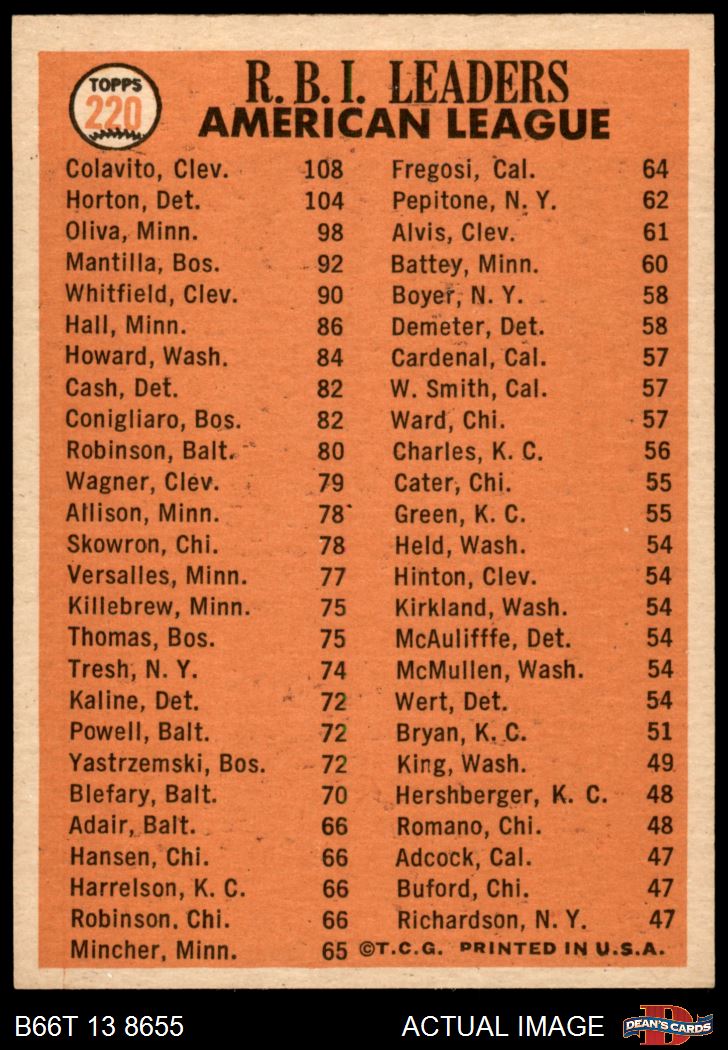 TOPPS
220
R. B. I. LEADERS
AMERICAN LEAGUE
Colavito, Clev. 108
Horton, Det. 104
Oliva, Minn. 98
Mantilla, Bos. 92
Whitfield, Clev. 90
Hall, Minn. 86
Howard, Wash. 84
Cash, Det. 82
Conigliaro, Bos. 82
Robinson, Balt. 80
Wagner, Clev. 79
Allison, Minn. 78
Skowron, Chi. 78
Versalles, Minn. 77
Killebrew, Minn. 75
Thomas, Bos. 75
Tresh, N. Y. 74
Kaline, Det. 72
Powell, Balt. 72
Yastrzemski, Bos. 72
Blefary, Balt. 70
Adair, Balt. 66
Hansen, Chi. 66
Harrelson, K. C. 66
Robinson. Chi. 66
Mincher, Minn. 65
Fregosi, Cal. 64
Pepitone, N. Y. 62
Alvis, Clev. 61
Battey, Minn. 60
Boyer, N. Y. 58
Demeter, Det. 58
Cardenal, Cal. 57
W. Smith, Cal. 57
Ward, Chi. 57
Charles, K. C. 56
Cater, Chi. 55
Green, K. C. 55
Held, Wash. 54
Hinton, Clev. 54
Kirkland, Wash. 54
McAulifffe, Det. 54
McMullen, Wash. 54
Wert, Det. 54
Bryan, K. C. 51
King, Wash. 49
Hershberger, K. C. 48
Romano, Chi. 48
Adcock, Cal. 47
Buford, Chi. 47
Richardson, N. Y. 47
©T.C.G. PRINTED IN U.S.A.
B66T 13 8655 ACTUAL IMAGE
D
DEAN'S CARDS